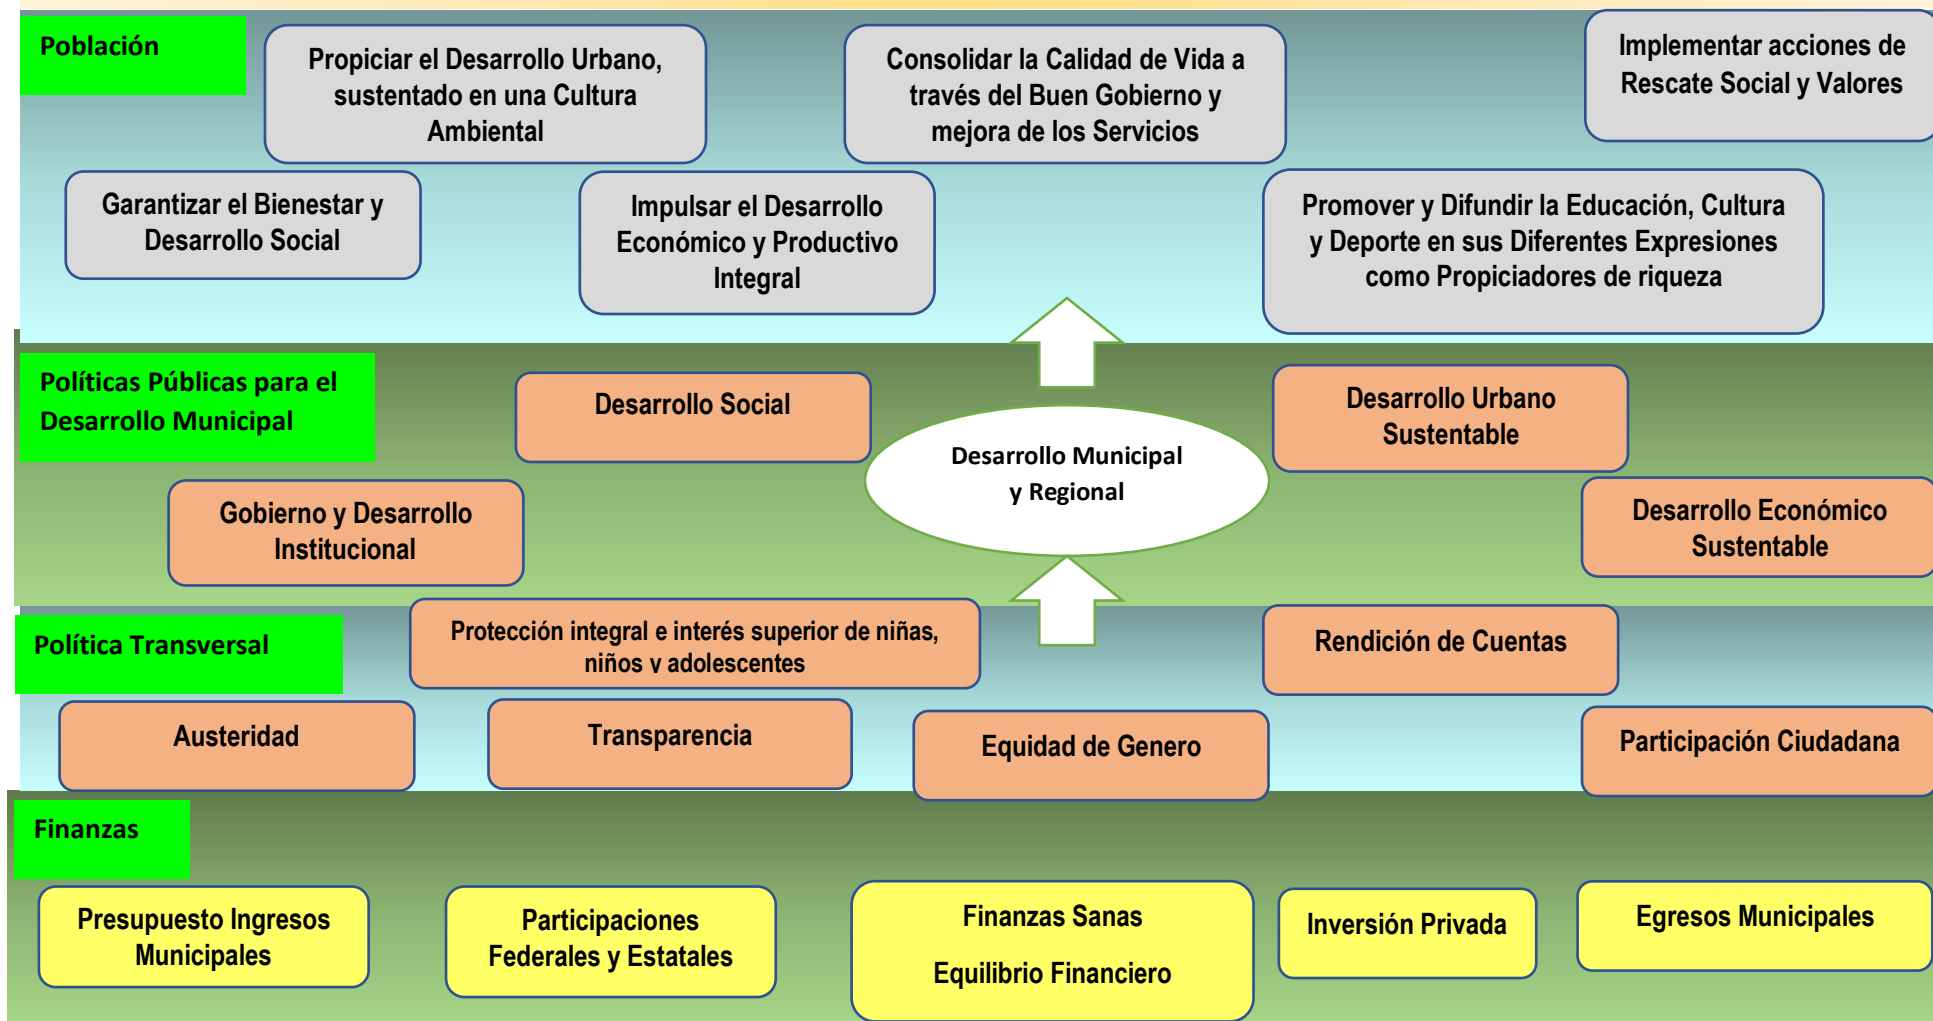 Población
Propiciar el Desarrollo Urbano,
sustentado en una Cultura
Ambiental
Consolidar la Calidad de Vida a
través del Buen Gobierno y
mejora de los Servicios
Implementar acciones de
Rescate Social y Valores
Garantizar el Bienestar y
Desarrollo Social
Impulsar el Desarrollo
Económico y Productivo
Integral
Promover y Difundir la Educación, Cultura
y Deporte en sus Diferentes Expresiones
como Propiciadores de riqueza
Políticas Públicas para el
Desarrollo Municipal
Desarrollo Social
Desarrollo Urbano
Sustentable
Desarrollo Municipal
y Regional
Gobierno y Desarrollo
Institucional
Desarrollo Económico
Sustentable
Política Transversal
Protección integral e interés superior de niñas,
niños y adolescentes
Rendición de Cuentas
Austeridad
Transparencia
Equidad de Genero
Participación Ciudadana
Finanzas
Presupuesto Ingresos
Municipales
Participaciones
Federales y Estatales
Finanzas Sanas
Equilibrio Financiero
Inversión Privada
Egresos Municipales